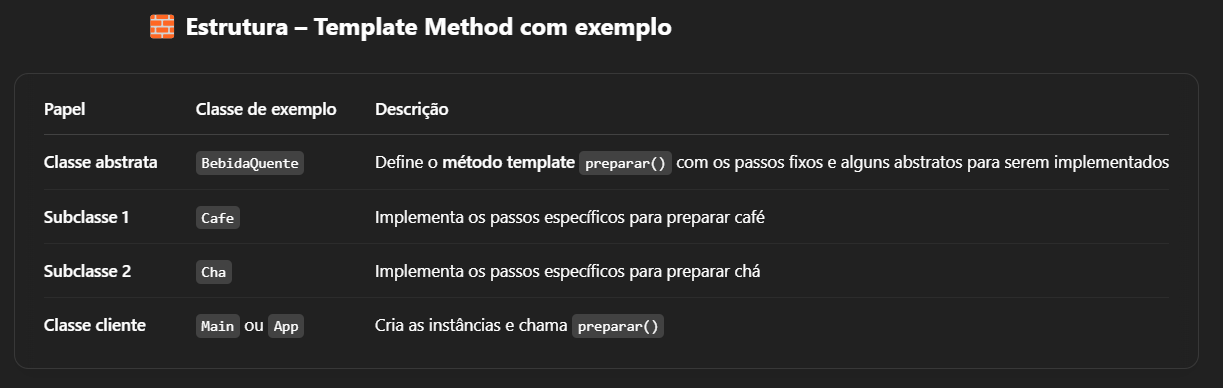 🧱 Estrutura – Template Method com exemplo
Papel Classe de exemplo Descrição
Classe abstrata BebidaQuente Define o método template preparar() com os passos fixos e alguns abstratos para serem implementados
Subclasse 1 Cafe Implementa os passos específicos para preparar café
Subclasse 2 Cha Implementa os passos específicos para preparar chá
Classe cliente Main ou App Cria as instâncias e chama preparar()